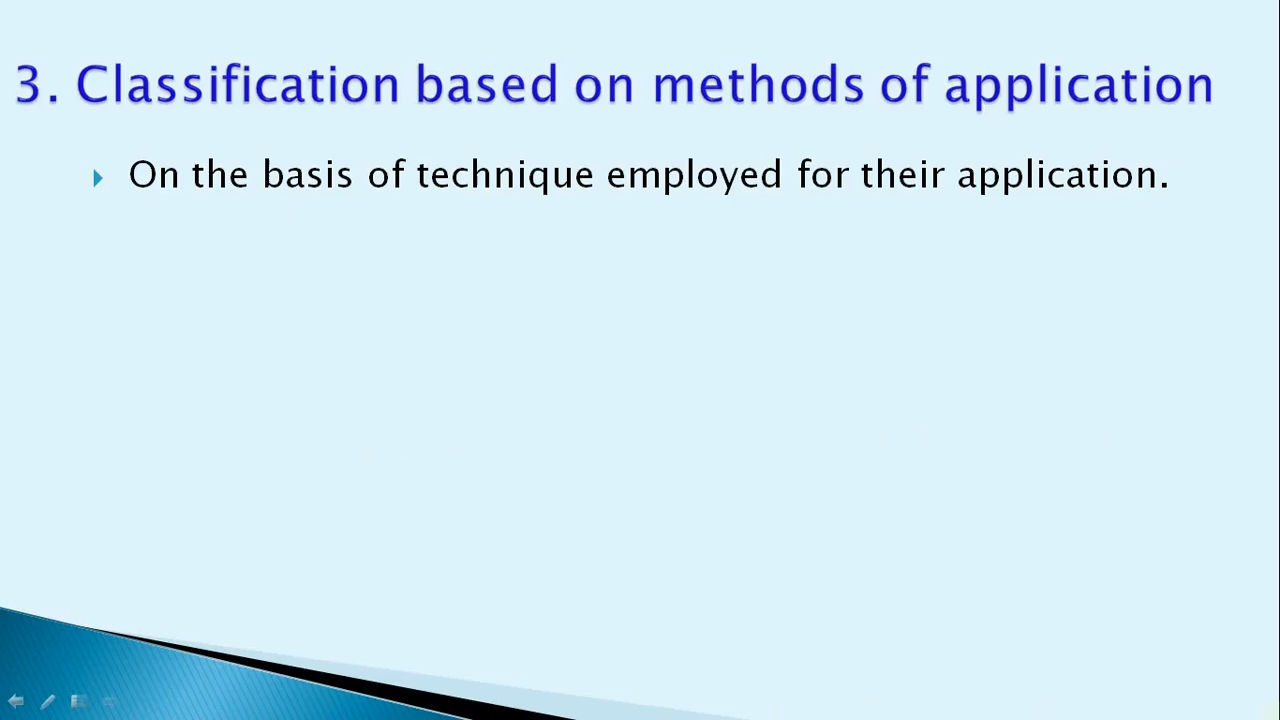 3. Classification based on methods of application
On the basis of technique employed for their application.